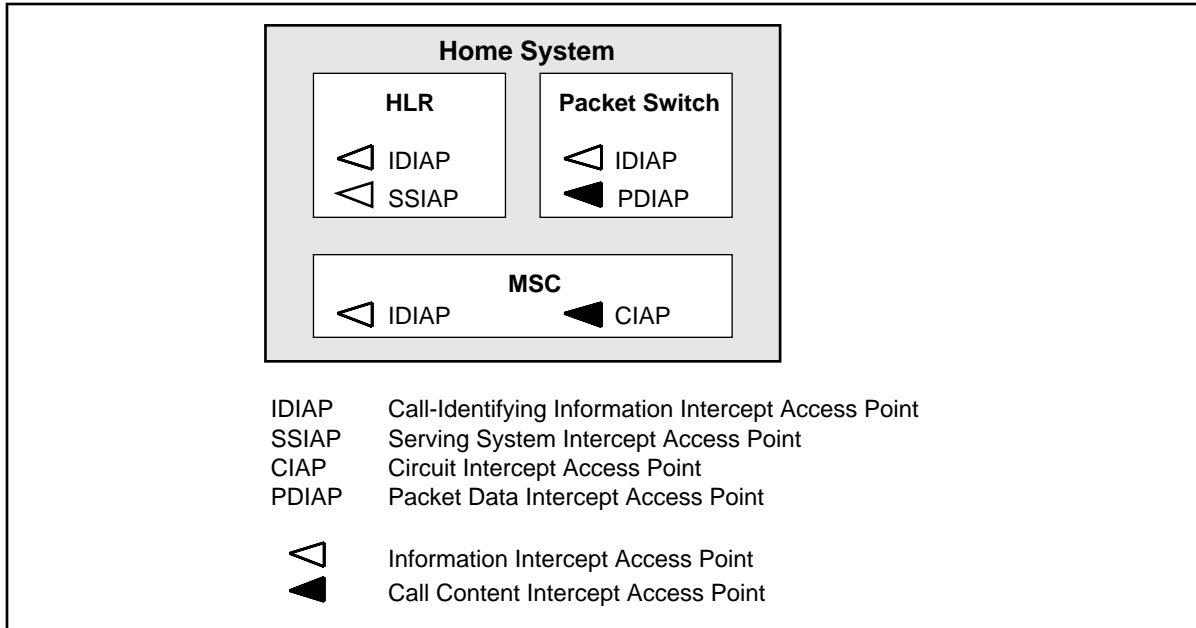 Home System
HLR
IDIAP
SSIAP
Packet Switch
IDIAP
PDIAP
MSC
IDIAP CIAP
IDIAP Call-Identifying Information Intercept Access Point
SSIAP Serving System Intercept Access Point
CIAP Circuit Intercept Access Point
PDIAP Packet Data Intercept Access Point
Information Intercept Access Point
Call Content Intercept Access Point